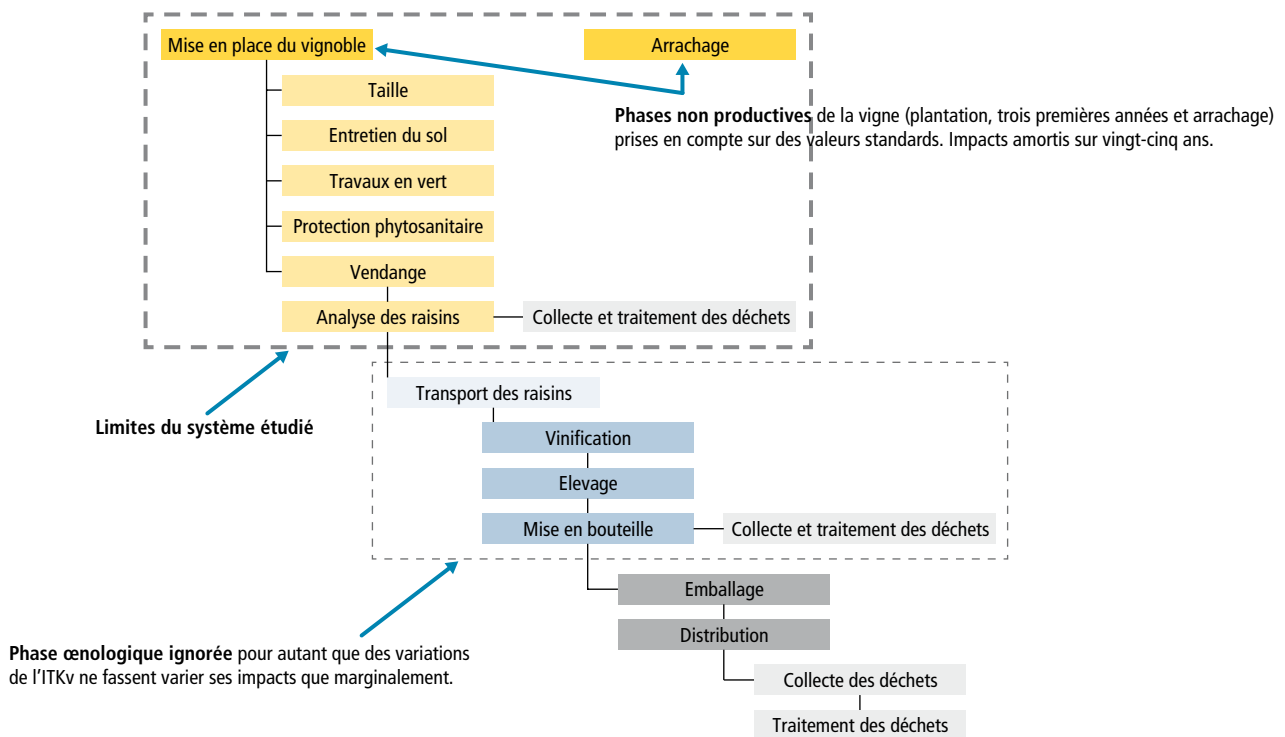 Mise en place du vignoble
Arrachage
Taille
Phases non productives de la vigne (plantation, trois premières années et arrachage)
prises en compte sur des valeurs standards. Impacts amortis sur vingt-cinq ans.
Entretien du sol
Travaux en vert
Protection phytosanitaire
Vendange
Analyse des raisins
Collecte et traitement des déchets
Transport des raisins
Limites du système étudié
Vinification
Elevage
Mise en bouteille
Collecte et traitement des déchets
Emballage
Distribution
Phase œnologique ignorée pour autant que des variations
de l'ITKv ne fassent varier ses impacts que marginalement.
Collecte des déchets
Traitement des déchets